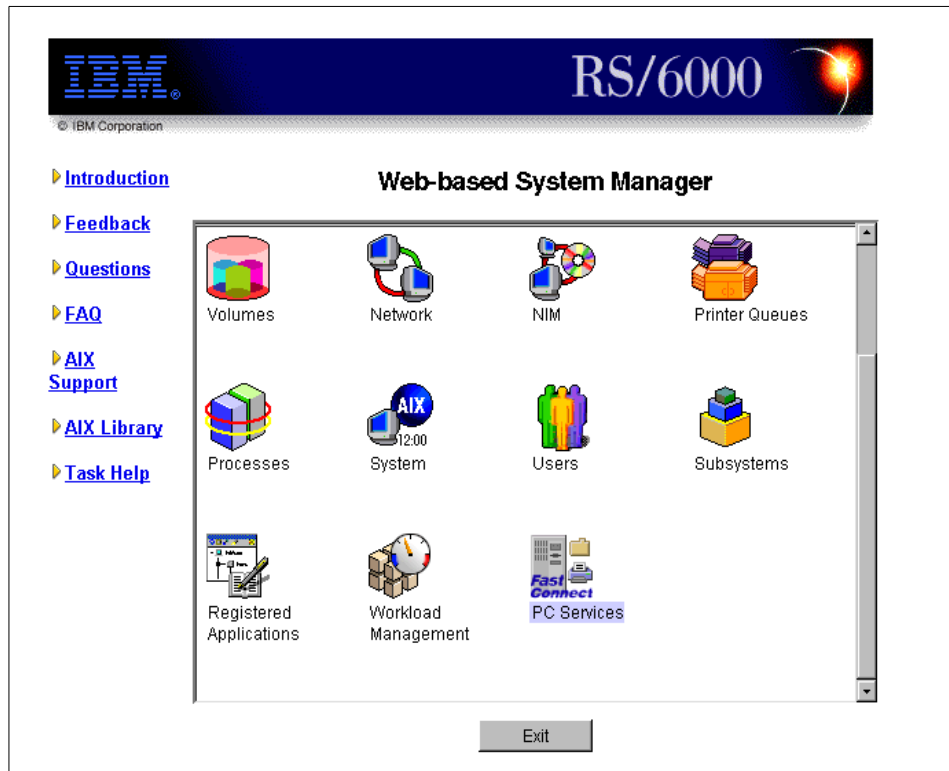 IBM®
RS/6000
© IBM Corporation
Introduction
Feedback
Questions
FAQ
AIX
Support
AIX Library
Task Help
Web-based System Manager
Volumes
Network
NIM
Printer Queues
Processes
AIX
12:00
System
Users
Subsystems
Registered
Applications
Workload
Management
Fast
Connect
PC Services
Exit